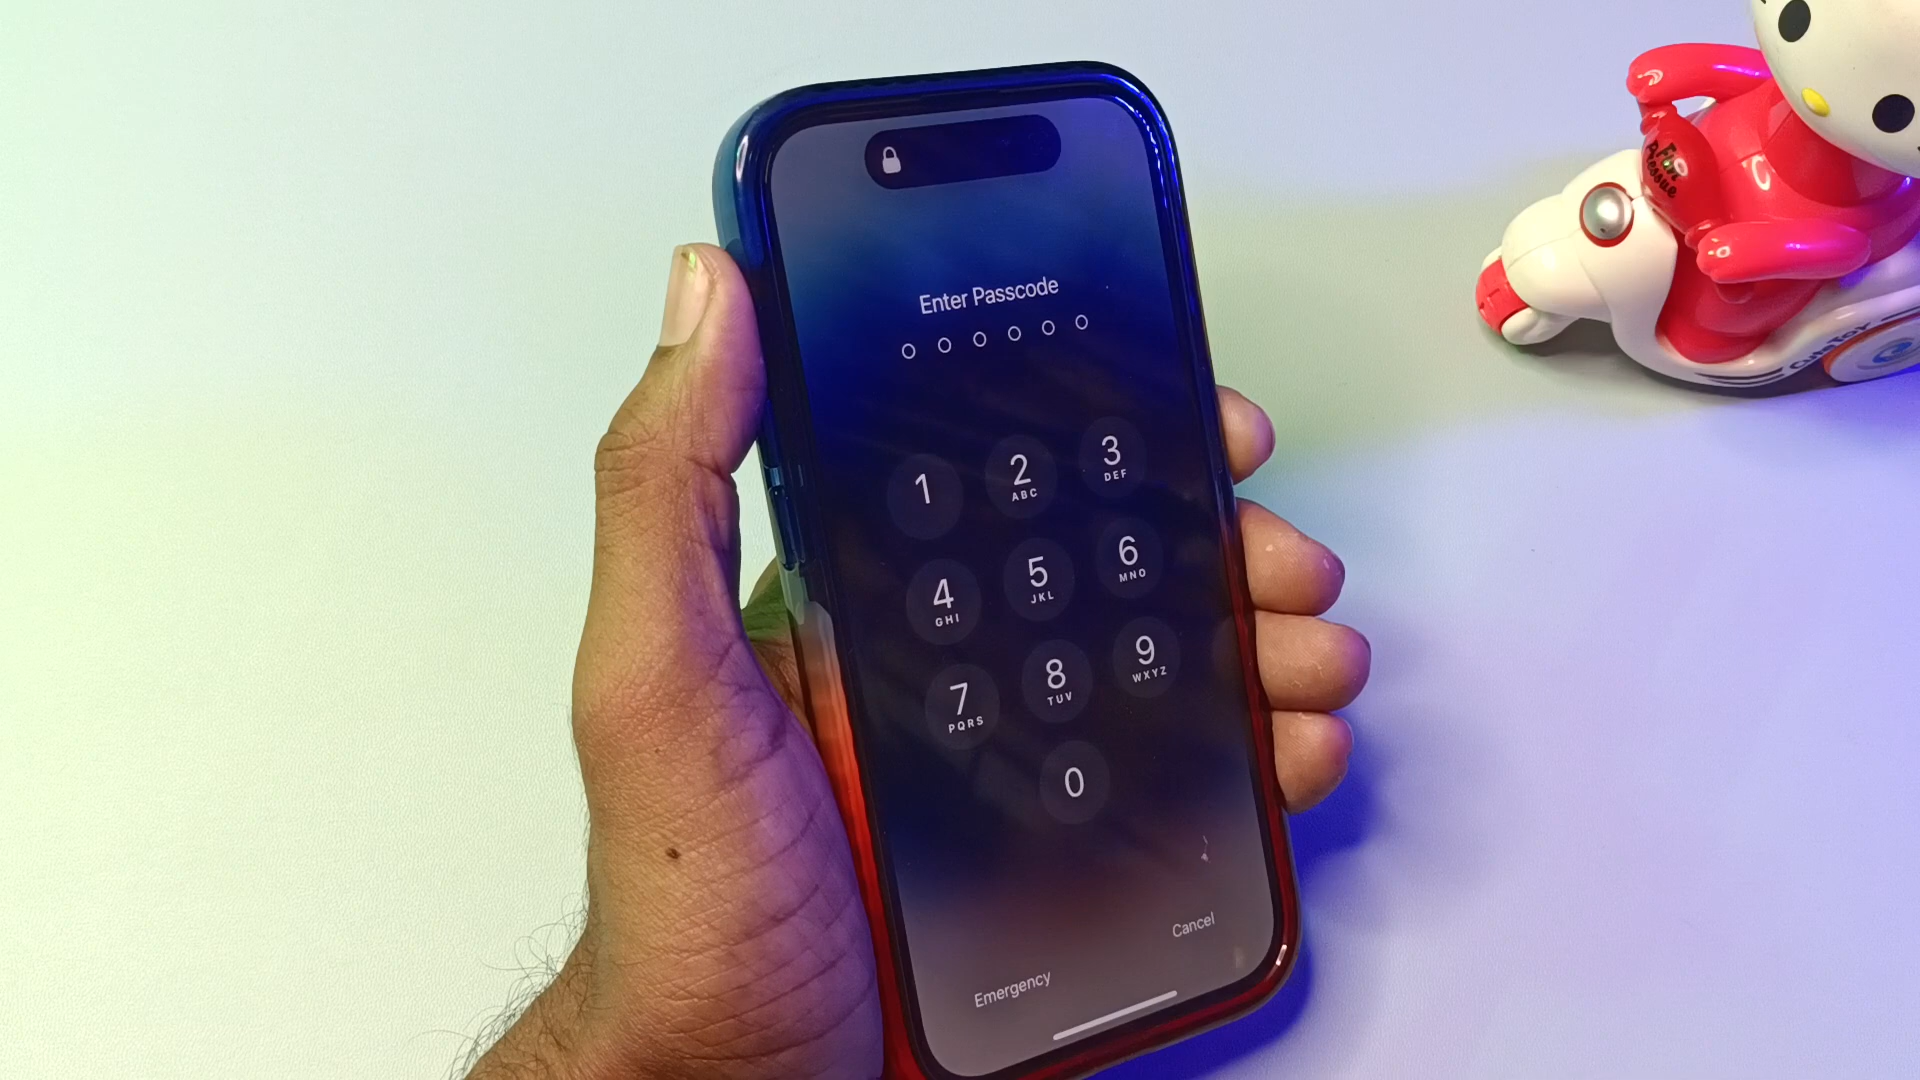 Enter Passcode
1
2
ABC
3
DEF
4
GHI
5
JKL
6
MNO
7
PQRS
8
TUV
9
WXYZ
0
Cancel
Emergency